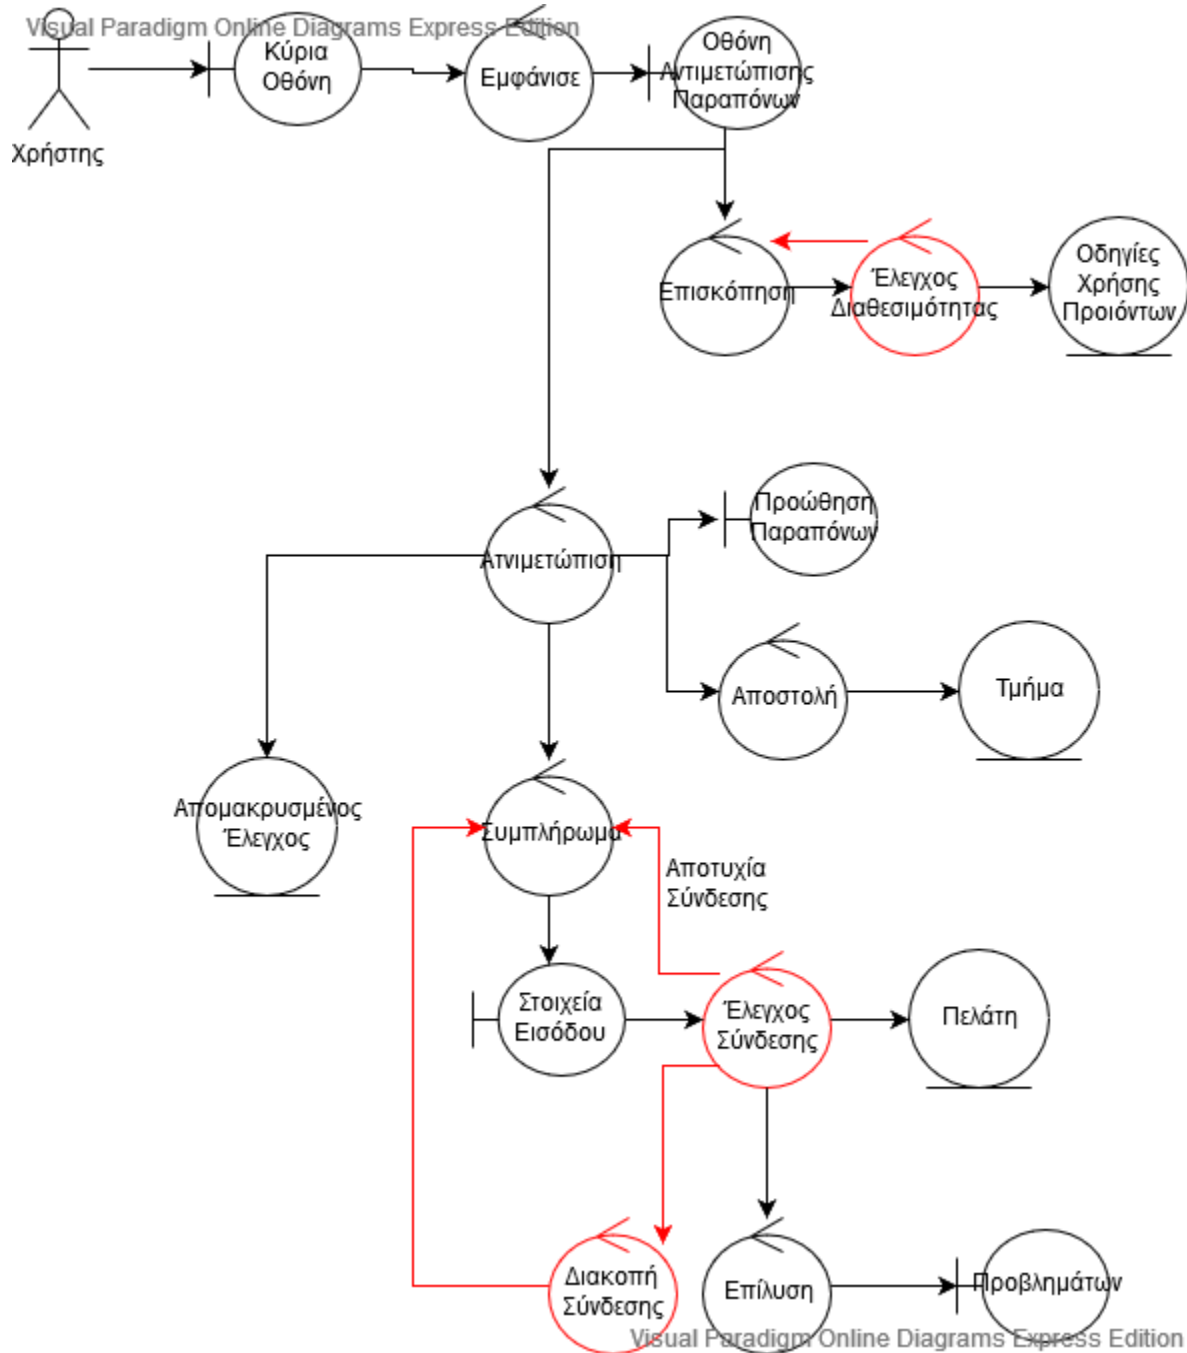 Visual Paradigm Online Diagrams Express Edition
Χρήστης
Κύρια
Οθόνη
Εμφάνισε
Οθόνη
Αντιμετώπισης
Παραπόνων
Επισκόπηση
Έλεγχος
Διαθεσιμότητας
Οδηγίες
Χρήσης
Προιόντων
Ατνιμετώπιση
Προώθηση
Παραπόνων
Αποστολή
Τμήμα
Απομακρυσμένος
Έλεγχος
Συμπλήρωμα
Αποτυχία
Σύνδεσης
Στοιχεία
Εισόδου
Έλεγχος
Σύνδεσης
Πελάτη
Διακοπή
Σύνδεσης
Επίλυση
Προβλημάτων
Visual Paradigm Online Diagrams Express Edition